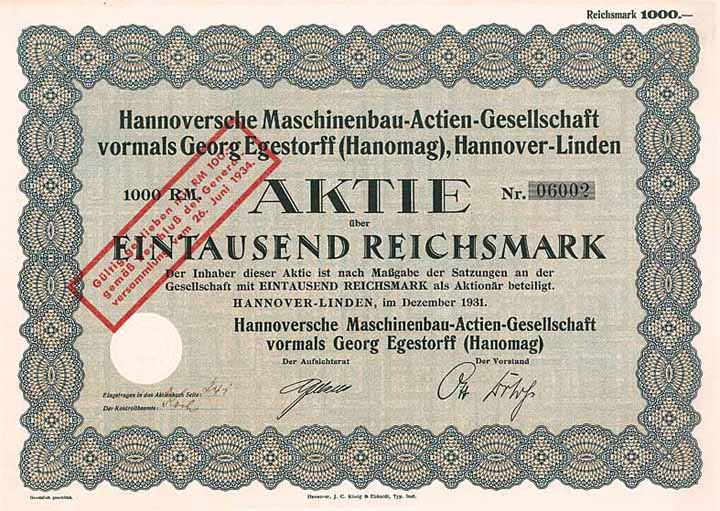 Reichsmark 1000.—
Hannoversche Maschinenbau-Actien-Gesellschaft
vormals Georg Egestorff (Hanomag), Hannover-Linden
1000 RM. AKTIE Nr. 06002
über
EINTAUSEND REICHSMARK
Der Inhaber dieser Aktie ist nach Maßgabe der Satzungen an der
Gesellschaft mit EINTAUSEND REICHSMARK als Aktionär beteiligt.
HANNOVER-LINDEN, im Dezember 1931.
Hannoversche Maschinenbau-Actien-Gesellschaft
vormals Georg Egestorff (Hanomag)
Der Aufsichtsrat Der Vorstand
Eingetragen in das Aktienbuch Seite:
Der Kontrollbeamte:
Gültig geblieben RM 100
gemäß Beschluß der General
versammlung vom 26. Juni 1934.
Gesetzlich geschützt.
Hannover, J. C. König & Ebhardt, Typ. Inst.